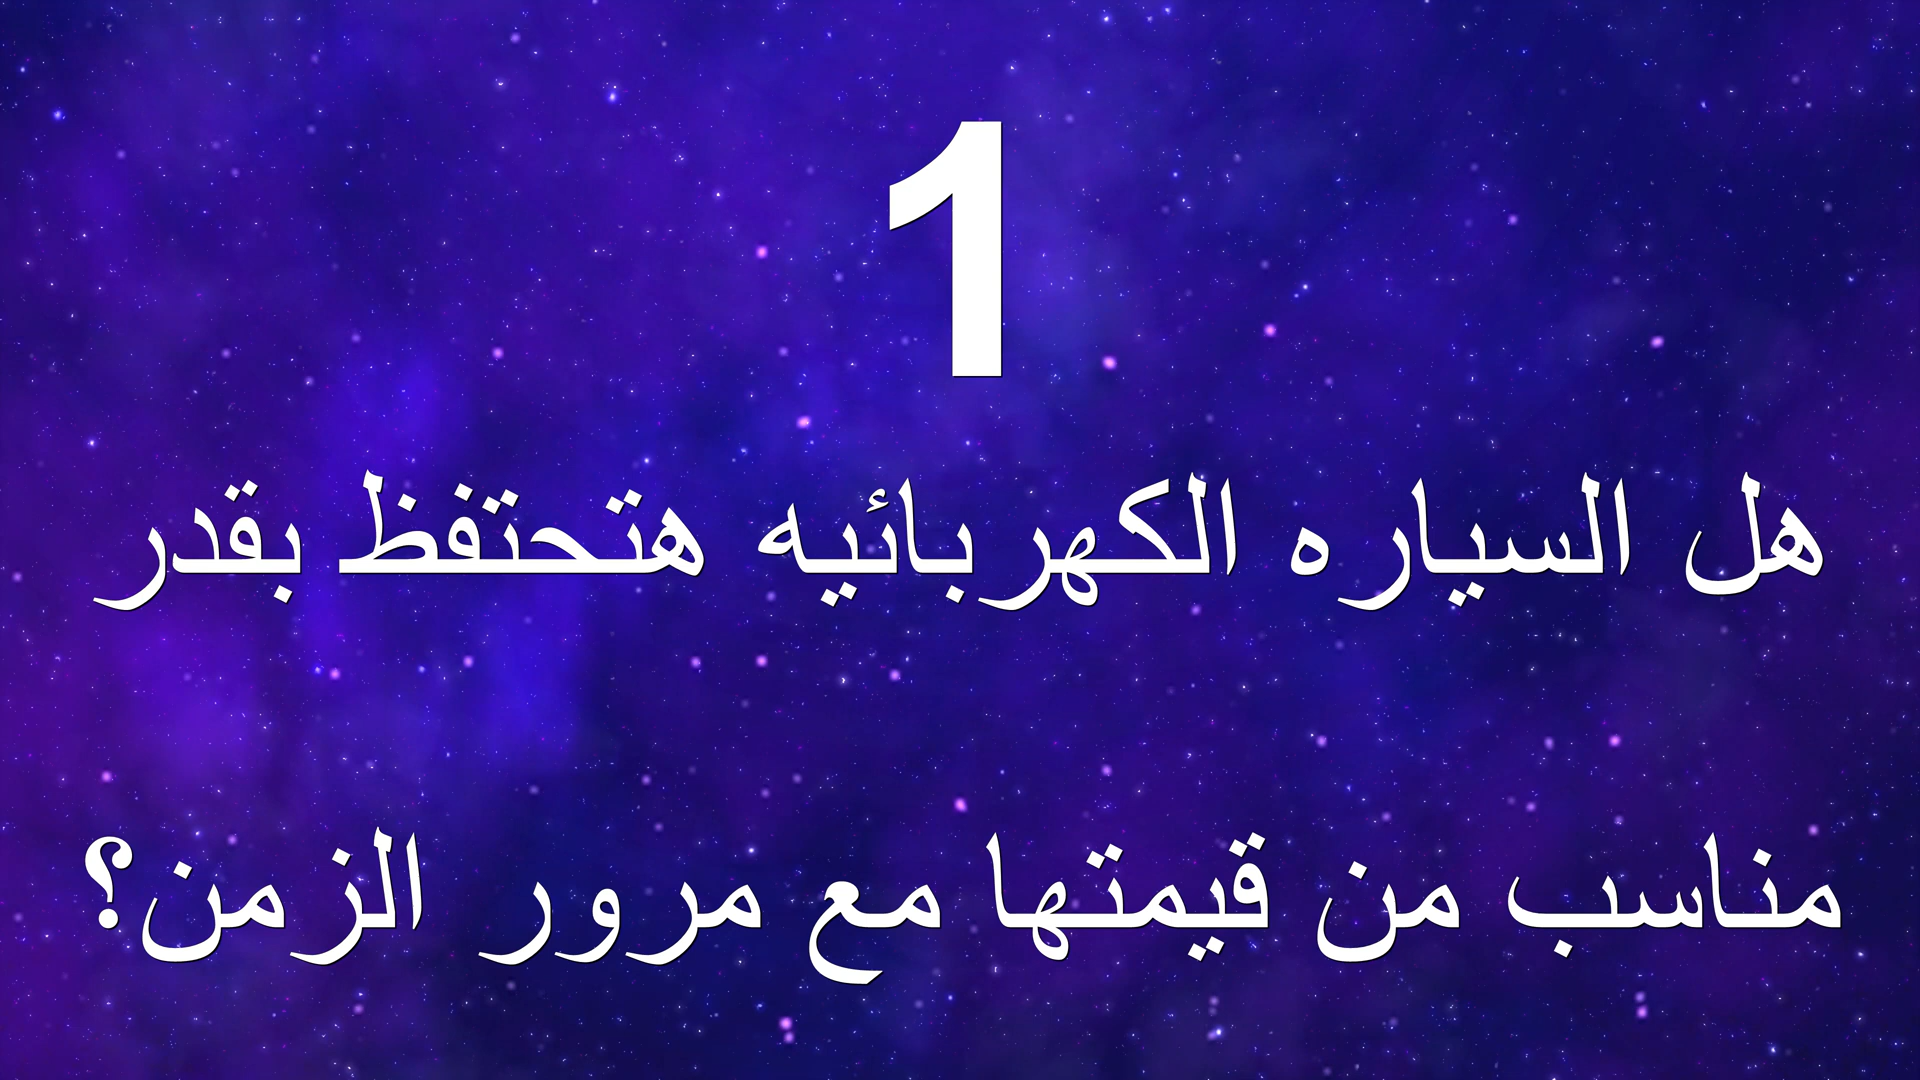 1
هل السياره الكهربائيه هتحتفظ بقدر
مناسب من قيمتها مع مرور الزمن؟